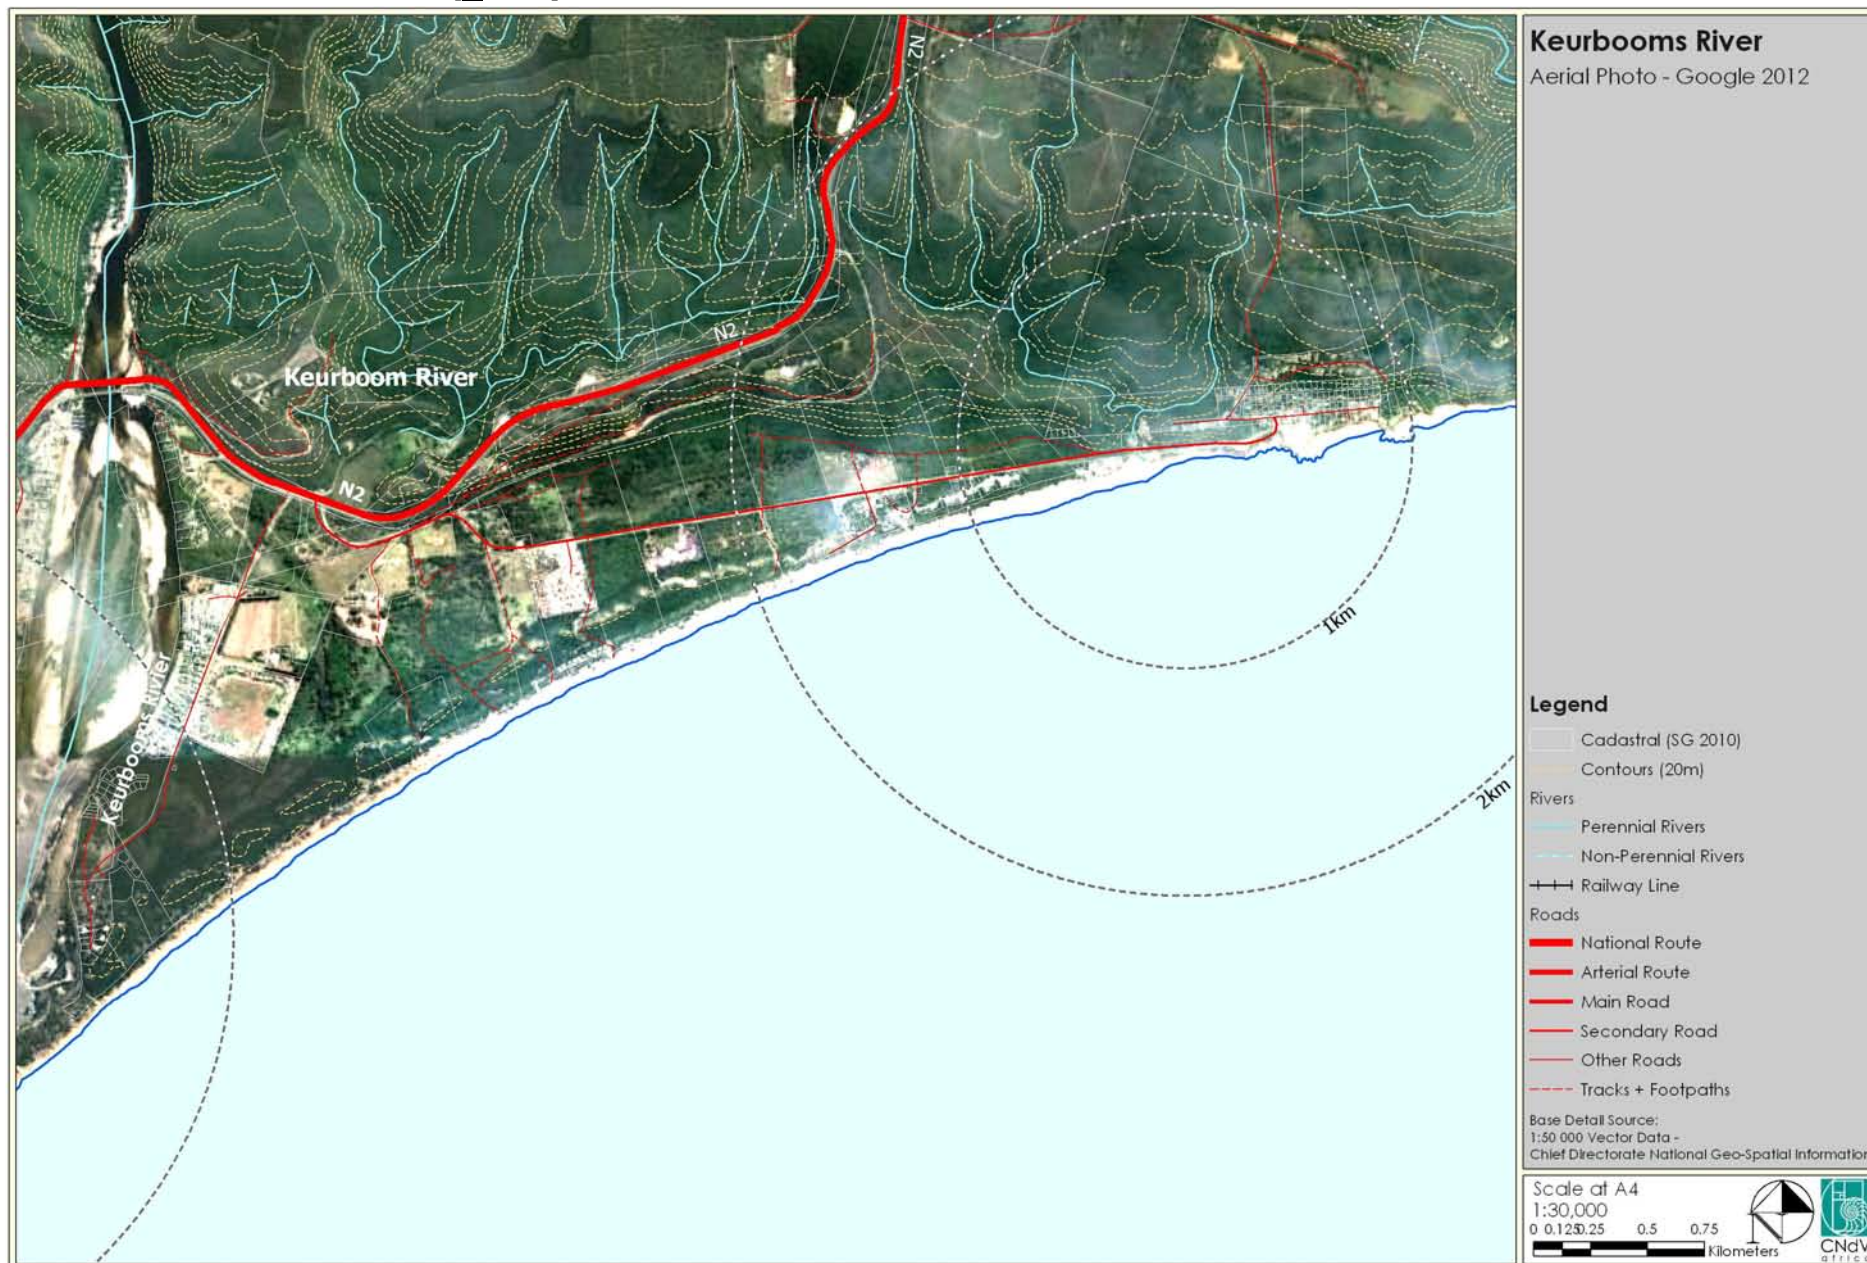 Keurbooms River
Aerial Photo - Google 2012
N2
N2
Keurboom River
N2
1km
2km
Keurbooms Rivier
Legend
Cadastral (SG 2010)
Contours (20m)
Rivers
Perennial Rivers
Non-Perennial Rivers
Railway Line
Roads
National Route
Arterial Route
Main Road
Secondary Road
Other Roads
Tracks + Footpaths
Base Detail Source:
1:50 000 Vector Data -
Chief Directorate National Geo-Spatial Information
Scale at A4
1:30,000
0 0,125 0.25 0.5 0.75
Kilometers
CNdV
africa